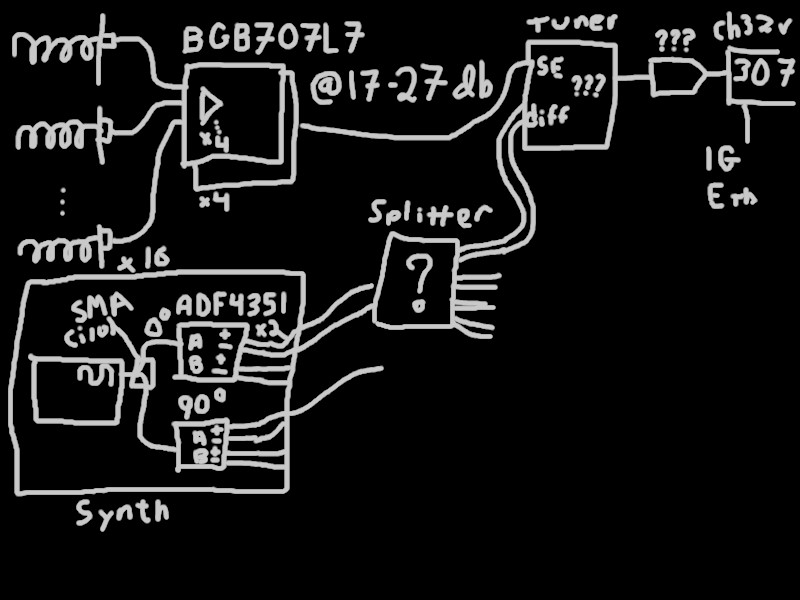 BGB707L7
@17-27db
x4
x4
x16
Tuner
SE
???
diff
???
ch32v
307
1G
Eth
Splitter
?
SMA
0°
ADF4351
x2
A ±
B ±
90°
A ±
B ±
Synth